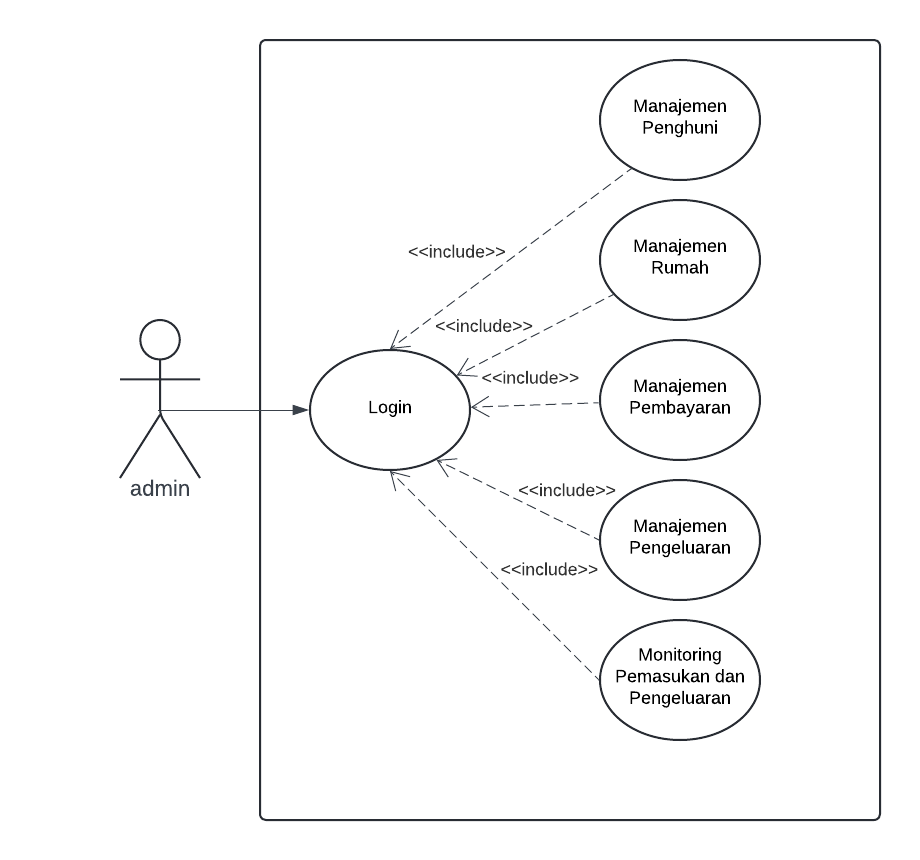 Manajemen
Penghuni
<<include>>
Manajemen
Rumah
<<include>>
<<include>>
Manajemen
Pembayaran
Login
admin
<<include>>
Manajemen
Pengeluaran
<<include>>
Monitoring
Pemasukan dan
Pengeluaran